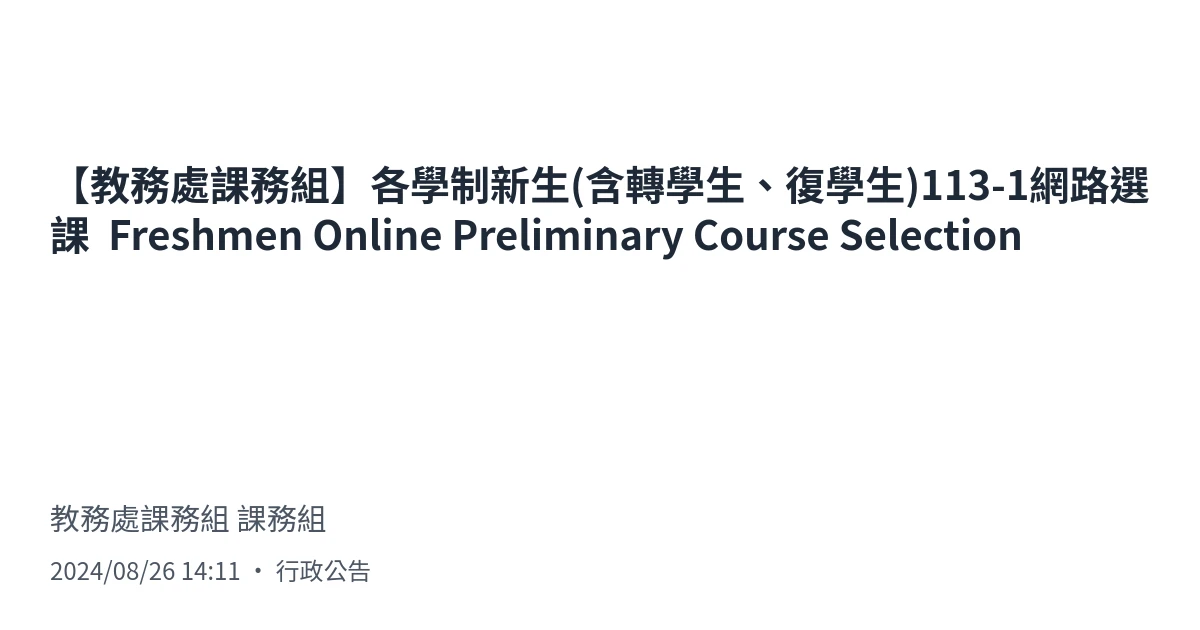 【教務處課務組】各學制新生(含轉學生、復學生)113-1網路選
課  Freshmen Online Preliminary Course Selection
教務處課務組 課務組
2024/08/26 14:11 • 行政公告